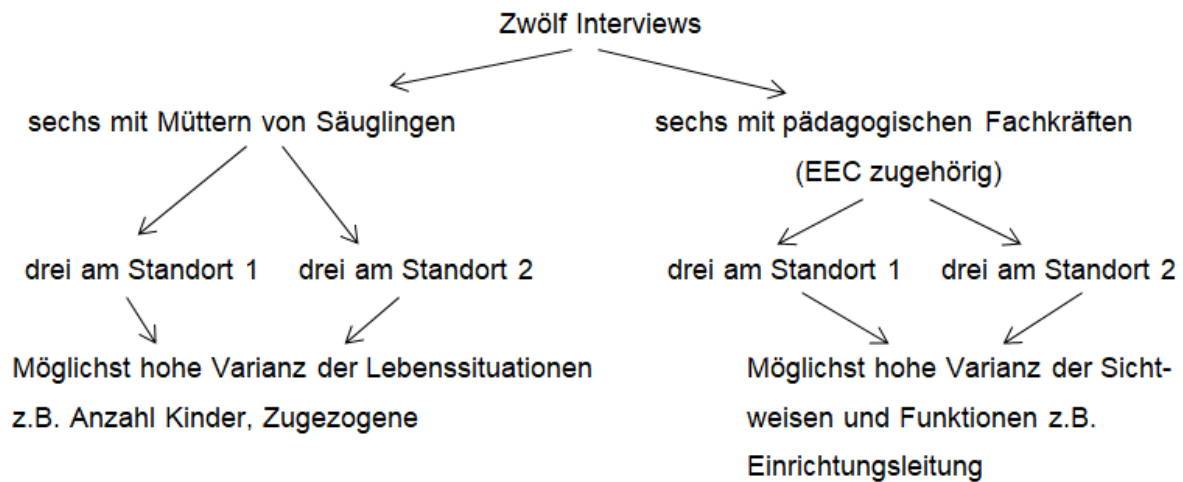 Zwölf Interviews
sechs mit Müttern von Säuglingen
sechs mit pädagogischen Fachkräften
(EEC zugehörig)
drei am Standort 1
drei am Standort 2
drei am Standort 1
drei am Standort 2
Möglichst hohe Varianz der Lebenssituationen
z.B. Anzahl Kinder, Zugezogene
Möglichst hohe Varianz der Sicht-
weisen und Funktionen z.B.
Einrichtungsleitung